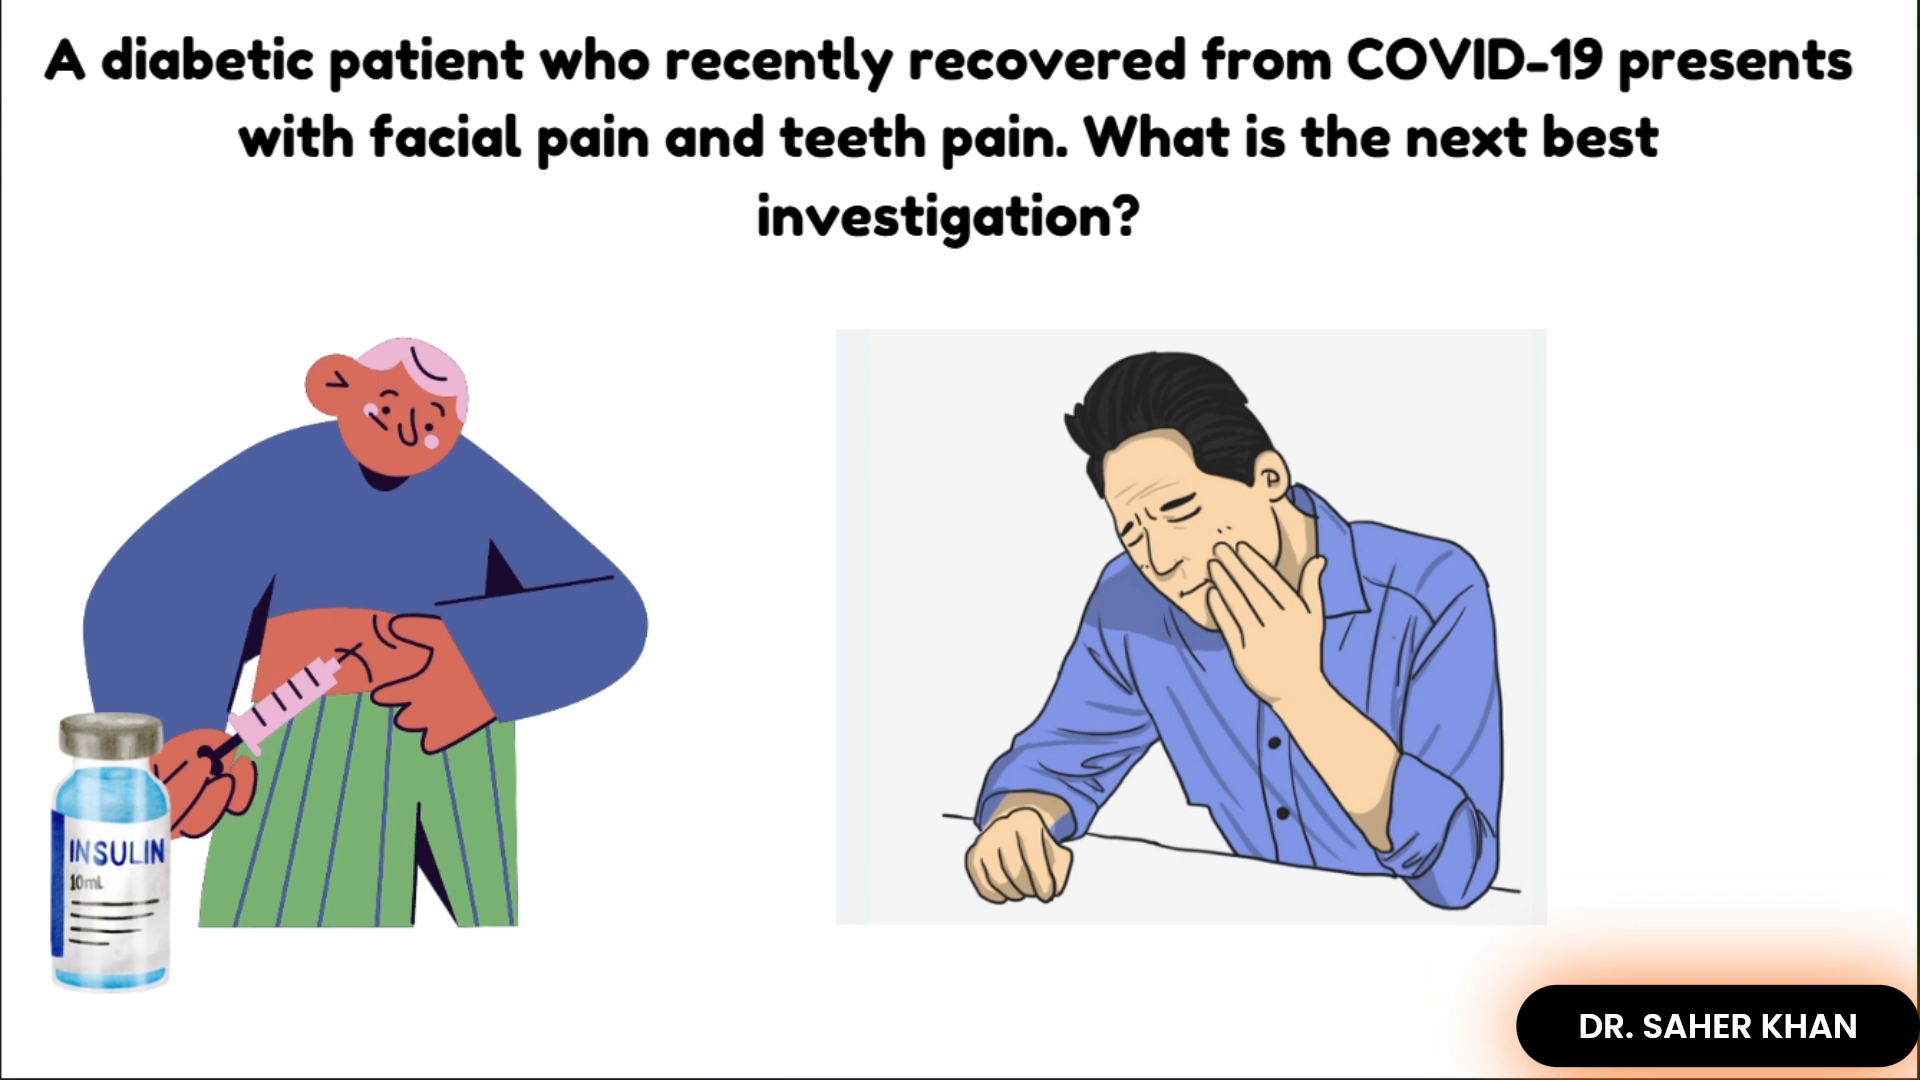 A diabetic patient who recently recovered from COVID-19 presents
with facial pain and teeth pain. What is the next best
investigation?
INSULIN
10mL
DR. SAHER KHAN